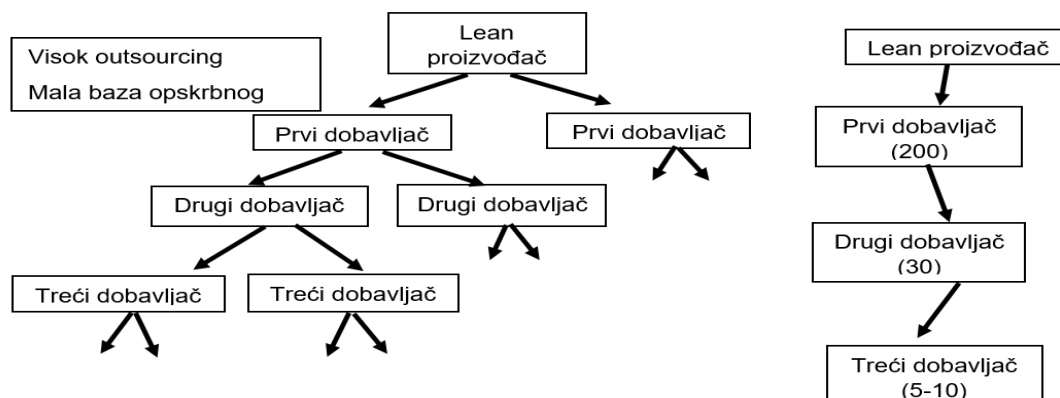 Visok outsourcing
Mala baza opskrbnog
Lean
proizvođač
Prvi dobavljač
Prvi dobavljač
Drugi dobavljač
Drugi dobavljač
Treći dobavljač
Treći dobavljač
Lean proizvođač
Prvi dobavljač
(200)
Drugi dobavljač
(30)
Treći dobavljač
(5-10)